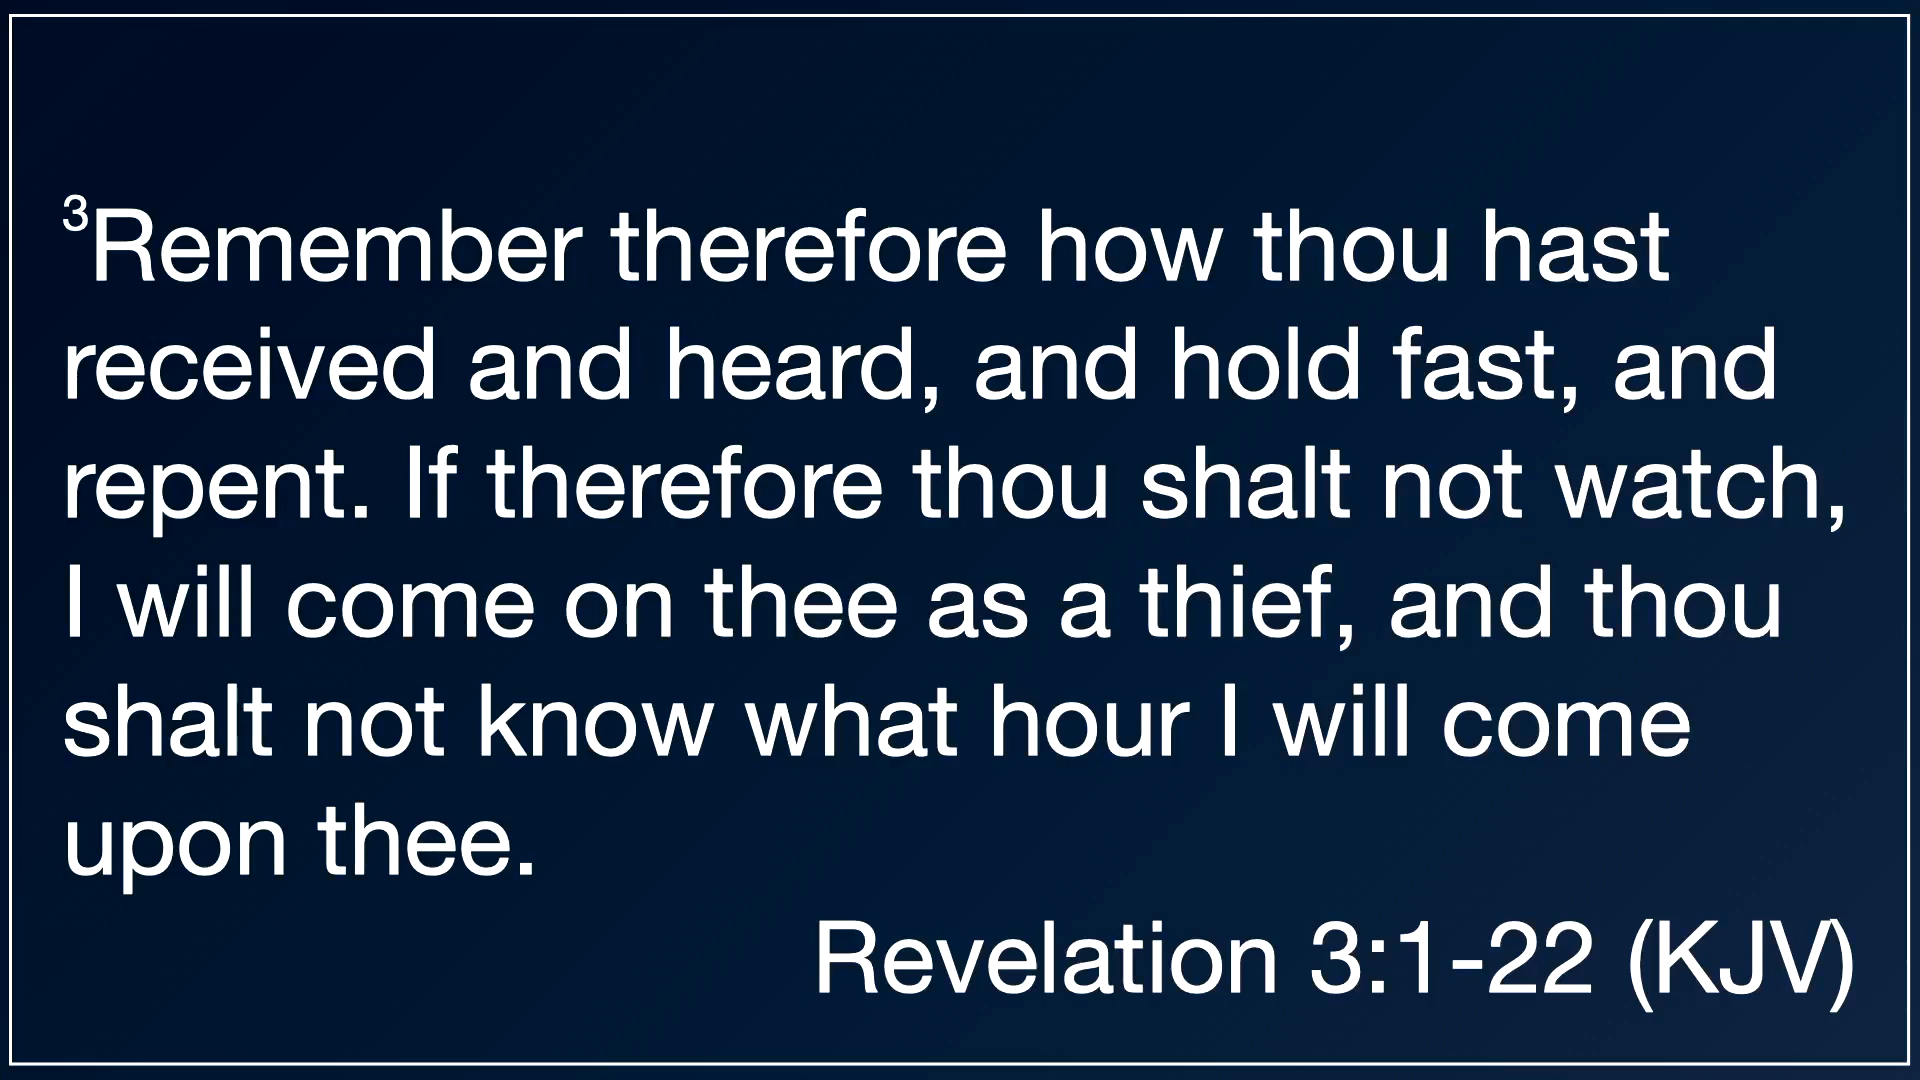 ³Remember therefore how thou hast
received and heard, and hold fast, and
repent. If therefore thou shalt not watch,
I will come on thee as a thief, and thou
shalt not know what hour I will come
upon thee.
Revelation 3:1-22 (KJV)